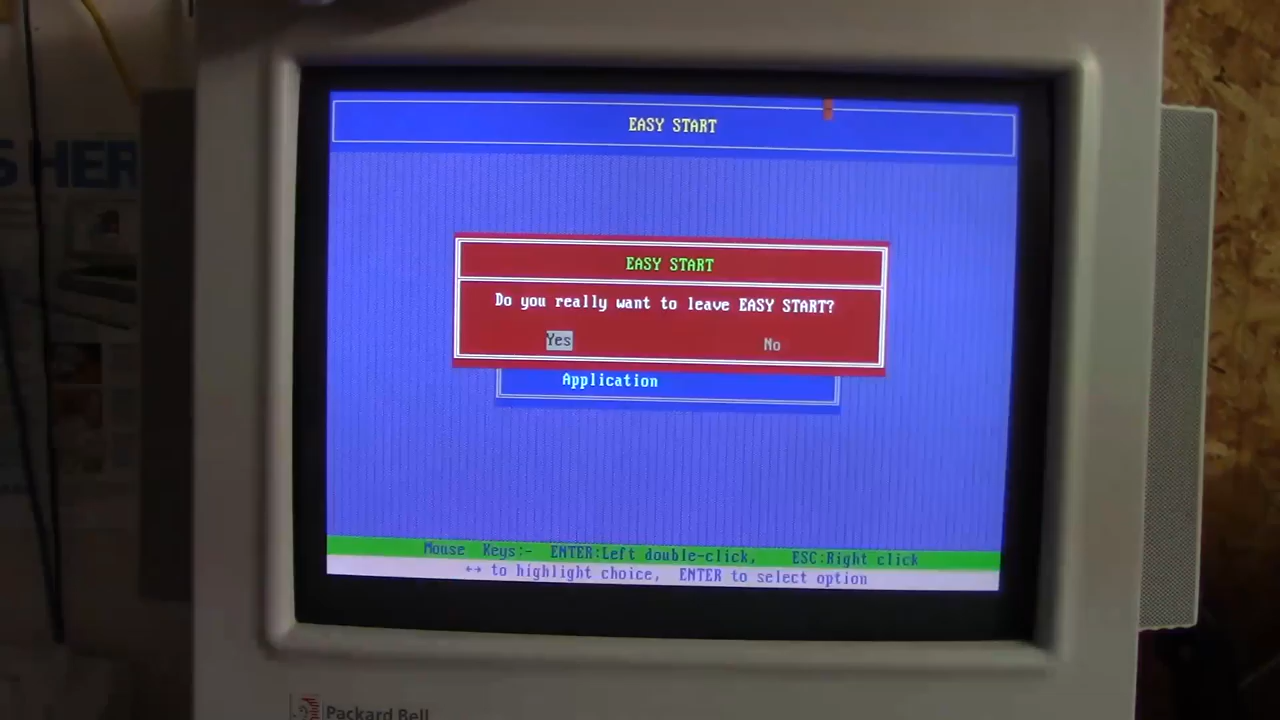 EASY START
EASY START
Do you really want to leave EASY START?
Yes No
Application
Mouse Keys:- ENTER:Left double-click, ESC:Right click
↔ to highlight choice, ENTER to select option
Packard Bell
S HER